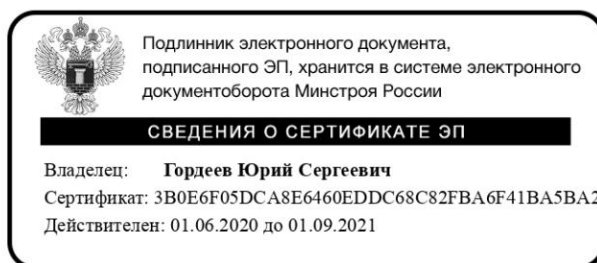 Подлинник электронного документа,
подписанного ЭП, хранится в системе электронного
документоборота Минстроя России
СВЕДЕНИЯ О СЕРТИФИКАТЕ ЭП
Владелец: Гордеев Юрий Сергеевич
Сертификат: 3B0E6F05DCA8E6460EDDC68C82FBA6F41BA5BA2
Действителен: 01.06.2020 до 01.09.2021